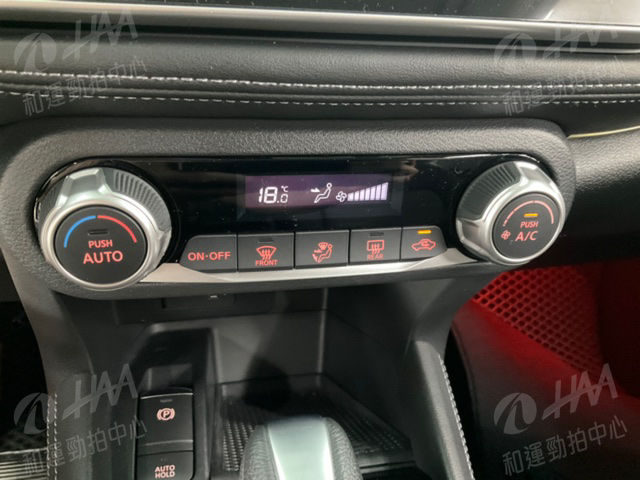 HAA
和運勁拍中心
HAA
和運勁拍中心
18.0 °C
PUSH
AUTO
ON·OFF
FRONT
REAR
PUSH
A/C
HAA
和運勁拍中心
P
AUTO
HOLD
HAA
和運勁拍中心